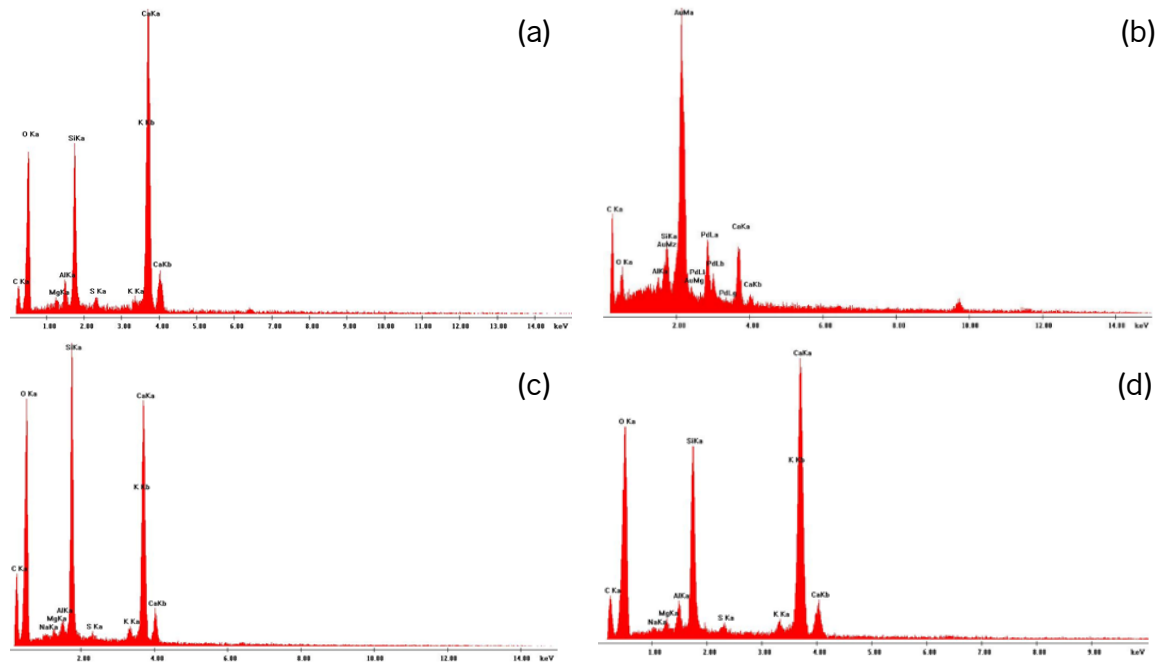 (a)
CaKa
K Kb
O Ka
SiKa
CaKb
AlKa
C Ka
MgKa
S Ka
K Ka
1.00 2.00 3.00 4.00 5.00 6.00 7.00 8.00 9.00 10.00 11.00 12.00 13.00 14.00 keV
(b)
AuMa
C Ka
SiKa
AuMz
PdLa
CaKa
O Ka
PdLb
AlKa
PdLl
AuMg
CaKb
2.00 4.00 6.00 8.00 10.00 12.00 14.00 keV
(c)
SiKa
O Ka
CaKa
K Kb
C Ka
AlKa
MgKa
NaKa
S Ka
K Ka
CaKb
2.00 4.00 6.00 8.00 10.00 12.00 14.00 keV
(d)
CaKa
O Ka
SiKa
K Kb
C Ka
AlKa
CaKb
MgKa
NaKa
S Ka
K Ka
1.00 2.00 3.00 4.00 5.00 6.00 7.00 8.00 9.00 keV